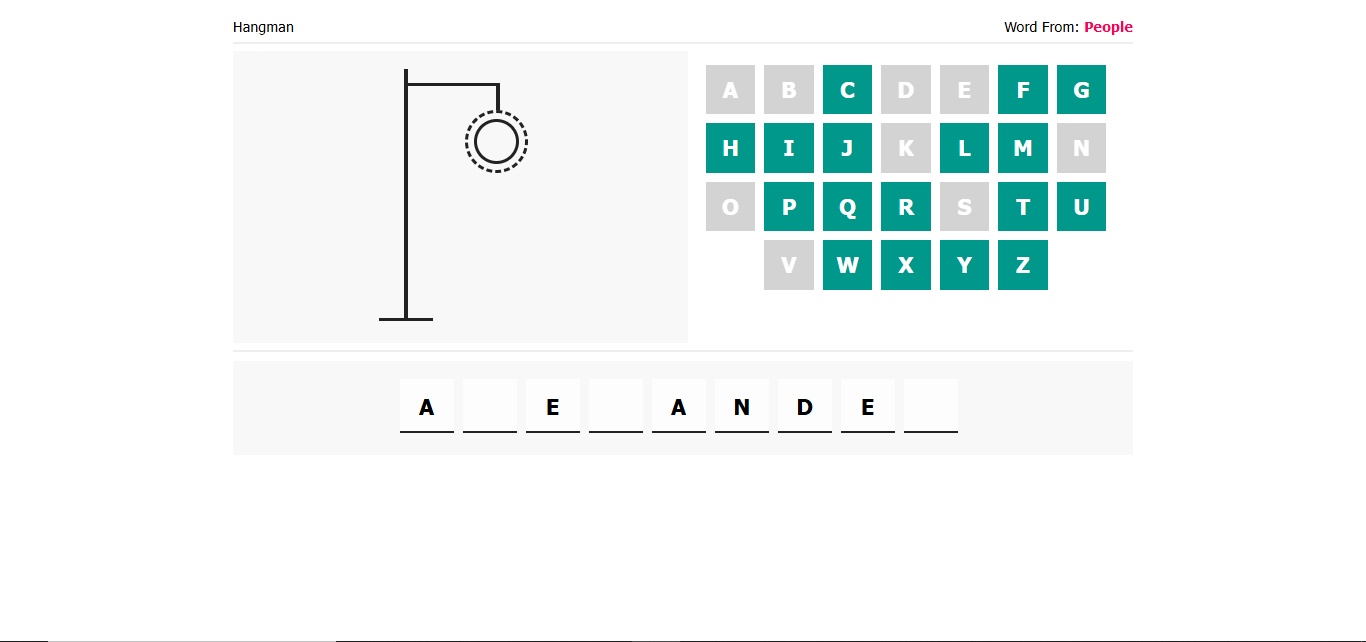 Hangman Word From: People
A B C D E F G
H I J K L M N
O P Q R S T U
V W X Y Z
A E A N D E